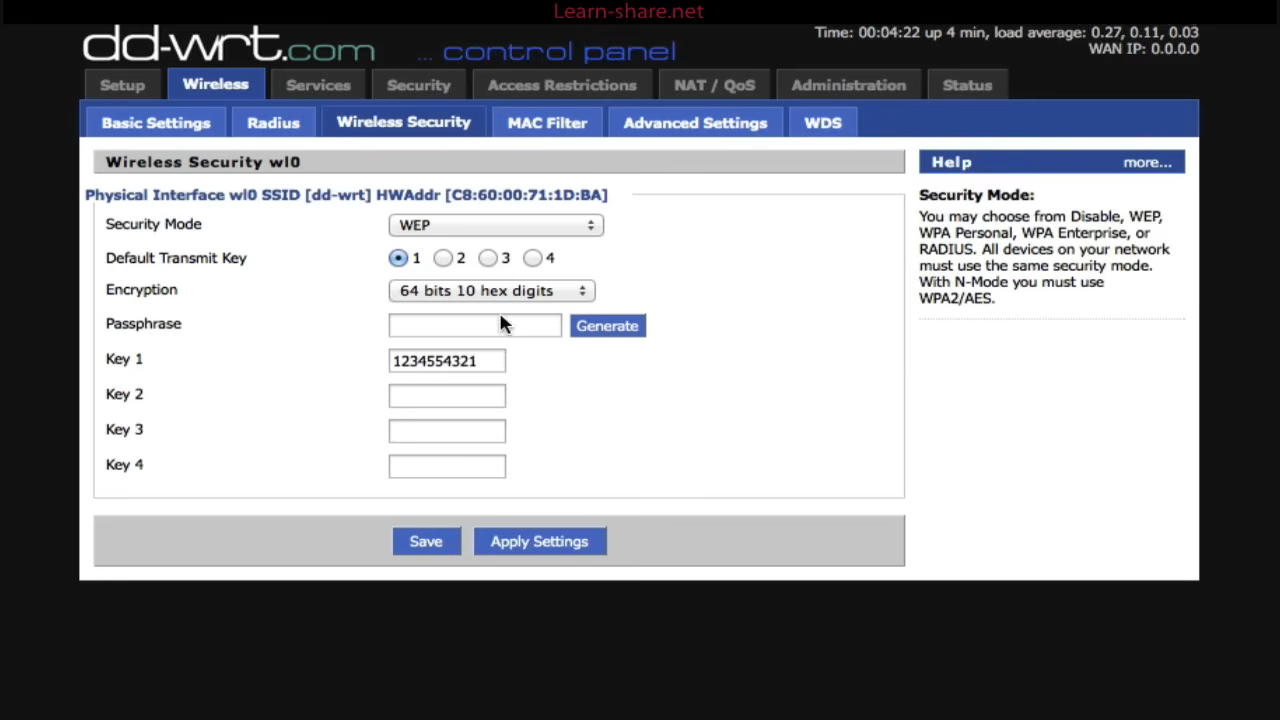 Learn-share.net
dd-wrt.com ... control panel
Time: 00:04:22 up 4 min, load average: 0.27, 0.11, 0.03
WAN IP: 0.0.0.0
Setup Wireless Services Security Access Restrictions NAT / QoS Administration Status
Basic Settings Radius Wireless Security MAC Filter Advanced Settings WDS
Wireless Security wl0
Physical Interface wl0 SSID [dd-wrt] HWAddr [C8:60:00:71:1D:BA]
Security Mode WEP
Default Transmit Key 1 2 3 4
Encryption 64 bits 10 hex digits
Passphrase Generate
Key 1 1234554321
Key 2
Key 3
Key 4
Save Apply Settings
Help more...
Security Mode:
You may choose from Disable, WEP,
WPA Personal, WPA Enterprise, or
RADIUS. All devices on your network
must use the same security mode.
With N-Mode you must use
WPA2/AES.